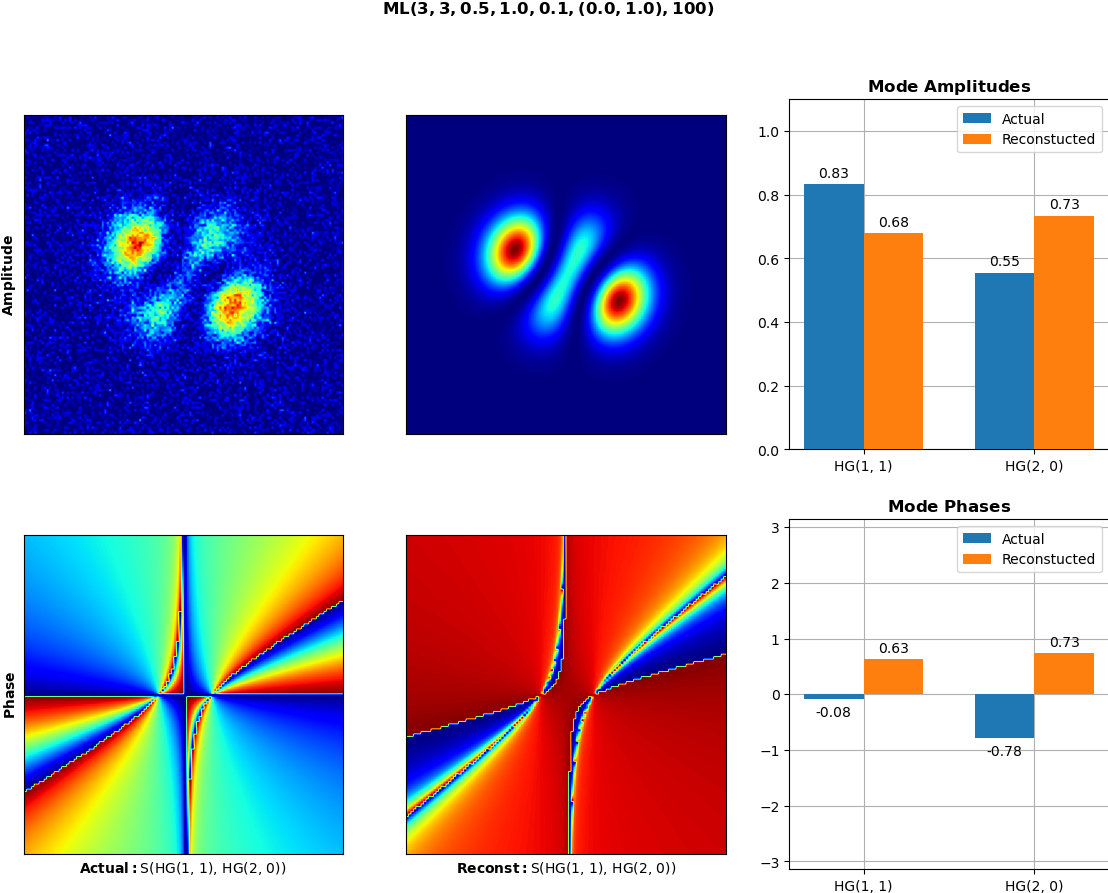 ML(3, 3, 0.5, 1.0, 0.1, (0.0, 1.0), 100)
Amplitude
Mode Amplitudes
Actual
Reconstucted
1.0
0.8
0.6
0.4
0.2
0.0
0.83
0.68
0.55
0.73
HG(1, 1)
HG(2, 0)
Phase
Actual:S(HG(1, 1), HG(2, 0))
Reconst:S(HG(1, 1), HG(2, 0))
Mode Phases
Actual
Reconstucted
3
2
1
0
−1
−2
−3
0.63
0.73
-0.08
-0.78
HG(1, 1)
HG(2, 0)